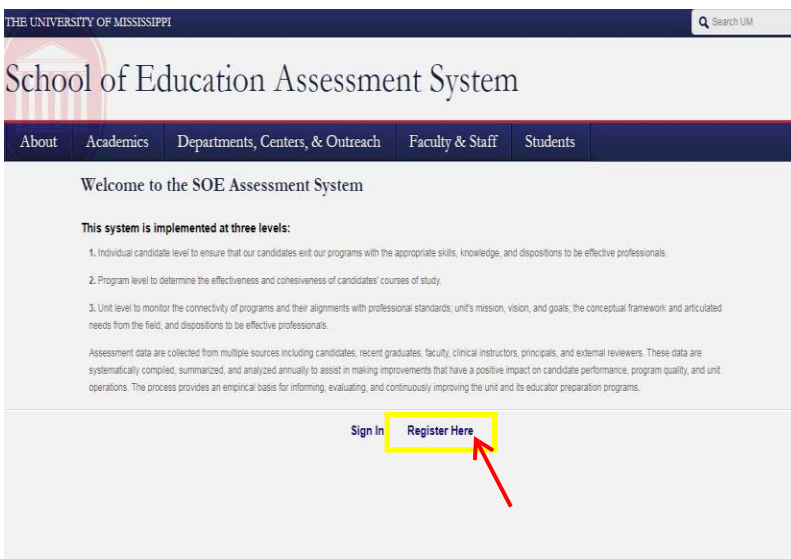 THE UNIVERSITY OF MISSISSIPPI
Search UM
School of Education Assessment System
About Academics Departments, Centers, & Outreach Faculty & Staff Students
Welcome to the SOE Assessment System
This system is implemented at three levels:
1. Individual candidate level to ensure that our candidates exit our programs with the appropriate skills, knowledge, and dispositions to be effective professionals.
2. Program level to determine the effectiveness and cohesiveness of candidates' courses of study.
3. Unit level to monitor the connectivity of programs and their alignments with professional standards; unit's mission, vision, and goals; the conceptual framework and articulated
needs from the field, and dispositions to be effective professionals.
Assessment data are collected from multiple sources including candidates, recent graduates, faculty, clinical instructors, principals, and external reviewers. These data are
systematically compiled, summarized, and analyzed annually to assist in making improvements that have a positive impact on candidate performance, program quality, and unit
operations. The process provides an empirical basis for informing, evaluating, and continuously improving the unit and its educator preparation programs.
Sign In Register Here